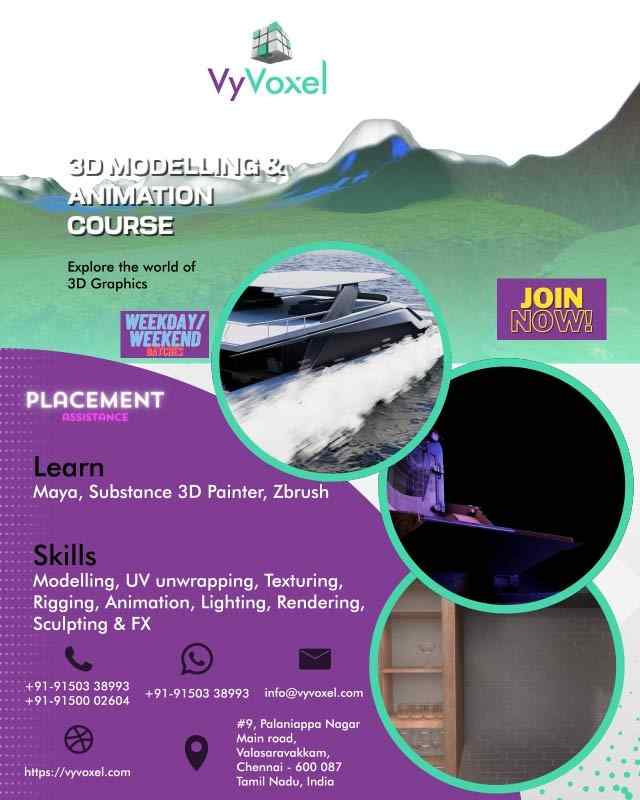 VyVoxel
3D MODELLING &
ANIMATION
COURSE
Explore the world of
3D Graphics
WEEKDAY/
WEEKEND
BATCHES
JOIN
NOW!
PLACEMENT
ASSISTANCE
Learn
Maya, Substance 3D Painter, Zbrush
Skills
Modelling, UV unwrapping, Texturing,
Rigging, Animation, Lighting, Rendering,
Sculpting & FX
+91-91503 38993
+91-91500 02604
+91-91503 38993
info@vyvoxel.com
https://vyvoxel.com
#9, Palaniappa Nagar
Main road,
Valasaravakkam,
Chennai - 600 087
Tamil Nadu, India